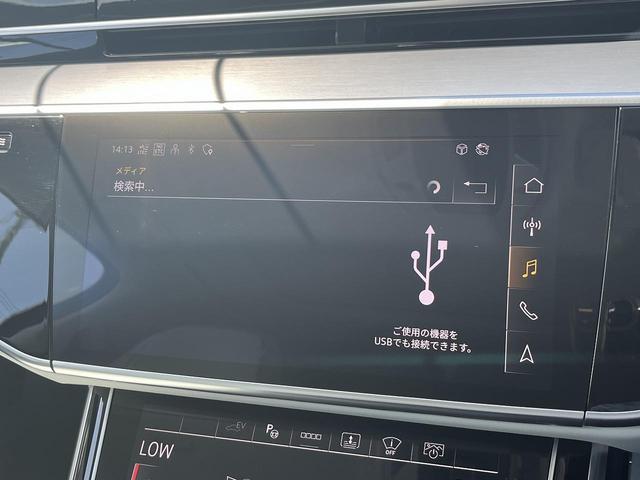 14:13
メディア
検索中...
ご使用の機器を
USBでも接続できます。
EV
P
OFF
LOW